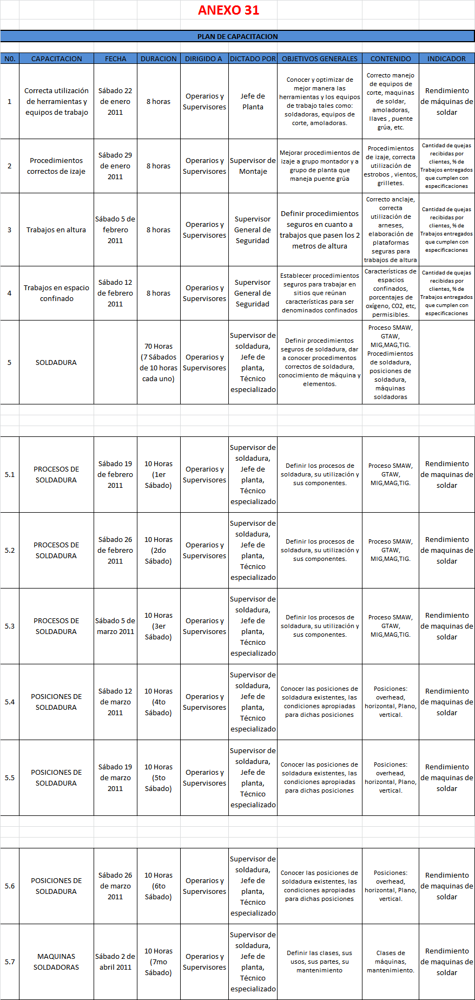 ANEXO 31
PLAN DE CAPACITACION
N0. CAPACITACION FECHA DURACION DIRIGIDO A DICTADO POR OBJETIVOS GENERALES CONTENIDO INDICADOR
1
Correcta utilización
de herramientas y
equipos de trabajo
Sábado 22
de enero
2011
8 horas
Operarios y
Supervisores
Jefe de
Planta
Conocer y optimizar de
mejor manera las
herramientas y los equipos
de trabajo tales como:
soldadoras, equipos de
corte, amoladoras.
Correcto manejo
de equipos de
corte, maquinas
de soldar,
amoladoras,
llaves , puente
grúa, etc.
Rendimiento
de máquinas de
soldar
2
Procedimientos
correctos de izaje
Sábado 29
de enero
2011
8 horas
Operarios y
Supervisores
Supervisor de
Montaje
Mejorar procedimientos de
izaje a grupo montador y a
grupo de planta que
maneja puente grúa
Procedimientos
de izaje, correcta
utilización de
estrobos , vientos,
grilletes.
Cantidad de quejas
recibidas por
clientes, % de
Trabajos entregados
que cumplen con
especificaciones
3
Trabajos en altura
Sábado 5 de
febrero
2011
8 horas
Operarios y
Supervisores
Supervisor
General de
Seguridad
Definir procedimientos
seguros en cuanto a
trabajos que pasen los 2
metros de altura
Correcto anclaje,
correcta
utilización de
arneses,
elaboración de
plataformas
seguras para
trabajos de altura
Cantidad de quejas
recibidas por
clientes, % de
Trabajos entregados
que cumplen con
especificaciones
4
Trabajos en espacio
confinado
Sábado 12
de febrero
2011
8 horas
Operarios y
Supervisores
Supervisor
General de
Seguridad
Establecer procedimientos
seguros para trabajar en
sitios que reúnan
características para ser
denominados confinados
Características de
espacios
confinados,
porcentajes de
oxígeno, CO2, etc,
permisibles.
Cantidad de quejas
recibidas por
clientes, % de
Trabajos entregados
que cumplen con
especificaciones
5
SOLDADURA
70 Horas
(7 Sábados
de 10 horas
cada uno)
Operarios y
Supervisores
Supervisor de
soldadura,
Jefe de
planta,
Técnico
especializado
Definir procedimientos
seguros de soldadura, dar
a conocer procedimentos
correctos de soldadura,
conocimiento de máquina y
elementos.
Proceso SMAW,
GTAW,
MIG,MAG,TIG.
Procedimientos
de soldadura,
posiciones de
soldadura,
máquinas
soldadoras
5.1
PROCESOS DE
SOLDADURA
Sábado 19
de febrero
2011
10 Horas
(1er
Sábado)
Operarios y
Supervisores
Supervisor de
soldadura,
Jefe de
planta,
Técnico
especializado
Definir los procesos de
soldadura, su utilización y
sus componentes.
Proceso SMAW,
GTAW,
MIG,MAG,TIG.
Rendimiento
de maquinas de
soldar
5.2
PROCESOS DE
SOLDADURA
Sábado 26
de febrero
2011
10 Horas
(2do
Sábado)
Operarios y
Supervisores
Supervisor de
soldadura,
Jefe de
planta,
Técnico
especializado
Definir los procesos de
soldadura, su utilización y
sus componentes.
Proceso SMAW,
GTAW,
MIG,MAG,TIG.
Rendimiento
de maquinas de
soldar
5.3
PROCESOS DE
SOLDADURA
Sábado 5 de
marzo 2011
10 Horas
(3er
Sábado)
Operarios y
Supervisores
Supervisor de
soldadura,
Jefe de
planta,
Técnico
especializado
Definir los procesos de
soldadura, su utilización y
sus componentes.
Proceso SMAW,
GTAW,
MIG,MAG,TIG.
Rendimiento
de maquinas de
soldar
5.4
POSICIONES DE
SOLDADURA
Sábado 12
de marzo
2011
10 Horas
(4to
Sábado)
Operarios y
Supervisores
Supervisor de
soldadura,
Jefe de
planta,
Técnico
especializado
Conocer las posiciones de
soldadura existentes, las
condiciones apropiadas
para dichas posiciones
Posiciones:
overhead,
horizontal, Plano,
vertical.
Rendimiento
de maquinas de
soldar
5.5
POSICIONES DE
SOLDADURA
Sábado 19
de marzo
2011
10 Horas
(5to
Sábado)
Operarios y
Supervisores
Supervisor de
soldadura,
Jefe de
planta,
Técnico
especializado
Conocer las posiciones de
soldadura existentes, las
condiciones apropiadas
para dichas posiciones
Posiciones:
overhead,
horizontal, Plano,
vertical.
Rendimiento
de maquinas de
soldar
5.6
POSICIONES DE
SOLDADURA
Sábado 26
de marzo
2011
10 Horas
(6to
Sábado)
Operarios y
Supervisores
Supervisor de
soldadura,
Jefe de
planta,
Técnico
especializado
Conocer las posiciones de
soldadura existentes, las
condiciones apropiadas
para dichas posiciones
Posiciones:
overhead,
horizontal, Plano,
vertical.
Rendimiento
de maquinas de
soldar
5.7
MAQUINAS
SOLDADORAS
Sábado 2 de
abril 2011
10 Horas
(7mo
Sábado)
Operarios y
Supervisores
Supervisor de
soldadura,
Jefe de
planta,
Técnico
especializado
Definir las clases, sus
usos, sus partes, su
mantenimiento
Clases de
máquinas,
mantenimiento.
Rendimiento
de maquinas de
soldar